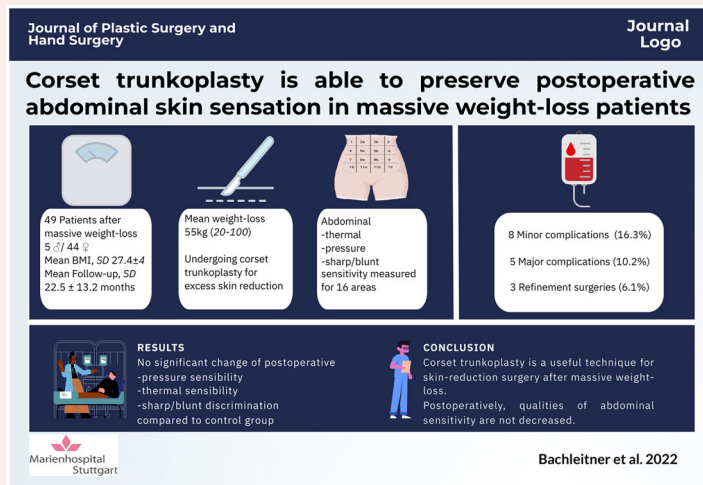 Journal of Plastic Surgery and
Hand Surgery
Journal
Logo
Corset trunkoplasty is able to preserve postoperative
abdominal skin sensation in massive weight-loss patients
49 Patients after
massive weight-loss
5 ♂/ 44 ♀
Mean BMI, SD 27.4±4
Mean Follow-up, SD
22.5 ± 13.2 months
Mean weight-loss
55kg (20-100)
Undergoing corset
trunkoplasty for
excess skin reduction
Abdominal
-thermal
-pressure
-sharp/blunt
sensitivity measured
for 16 areas
8 Minor complications (16.3%)
5 Major complications (10.2%)
3 Refinement surgeries (6.1%)
RESULTS
No significant change of postoperative
-pressure sensibility
-thermal sensibility
-sharp/blunt discrimination
compared to control group
CONCLUSION
Corset trunkoplasty is a useful technique for
skin-reduction surgery after massive weight-
loss.
Postoperatively, qualities of abdominal
sensitivity are not decreased.
Marienhospital
Stuttgart
Bachleitner et al. 2022